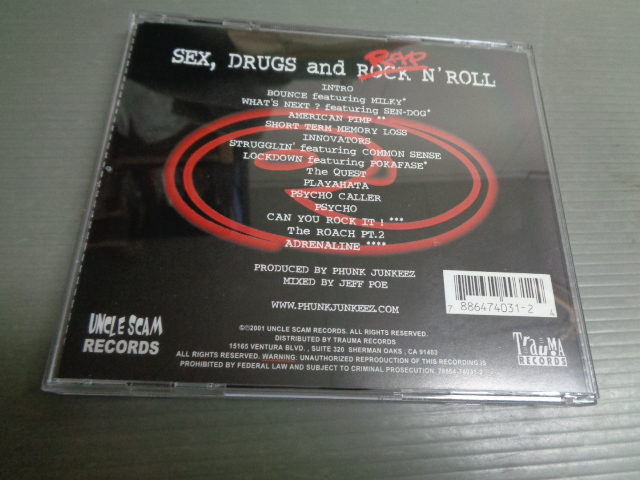 RAP
SEX, DRUGS and ROCK N' ROLL
INTRO
BOUNCE featuring MILKY*
WHAT'S NEXT ? featuring SEN-DOG*
AMERICAN PIMP **
SHORT TERM MEMORY LOSS
INNOVATORS
STRUGGLIN' featuring COMMON SENSE
LOCKDOWN featuring POKAFASE*
The QUEST
PLAYAHATA
PSYCHO CALLER
PSYCHO
CAN YOU ROCK IT ! ***
The ROACH PT.2
ADRENALINE ****
PRODUCED BY PHUNK JUNKEEZ
MIXED BY JEFF POE
WWW.PHUNKJUNKEEZ.COM
7 86474031-2 4
UNCLE SCAM
RECORDS
©℗2001 UNCLE SCAM RECORDS. ALL RIGHTS RESERVED.
DISTRIBUTED BY TRAUMA RECORDS
15165 VENTURA BLVD., SUITE 320 SHERMAN OAKS, CA 91403
ALL RIGHTS RESERVED. WARNING: UNAUTHORIZED REPRODUCTION OF THIS RECORDING IS
PROHIBITED BY FEDERAL LAW AND SUBJECT TO CRIMINAL PROSECUTION. 78864-74031-2
TrauMA
RECORDS